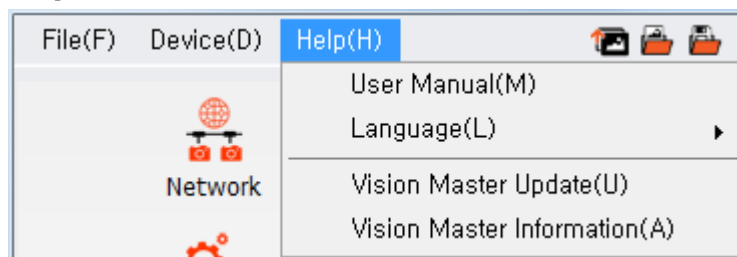 File(F) Device(D) Help(H)
User Manual(M)
Language(L)
Network
Vision Master Update(U)
Vision Master Information(A)